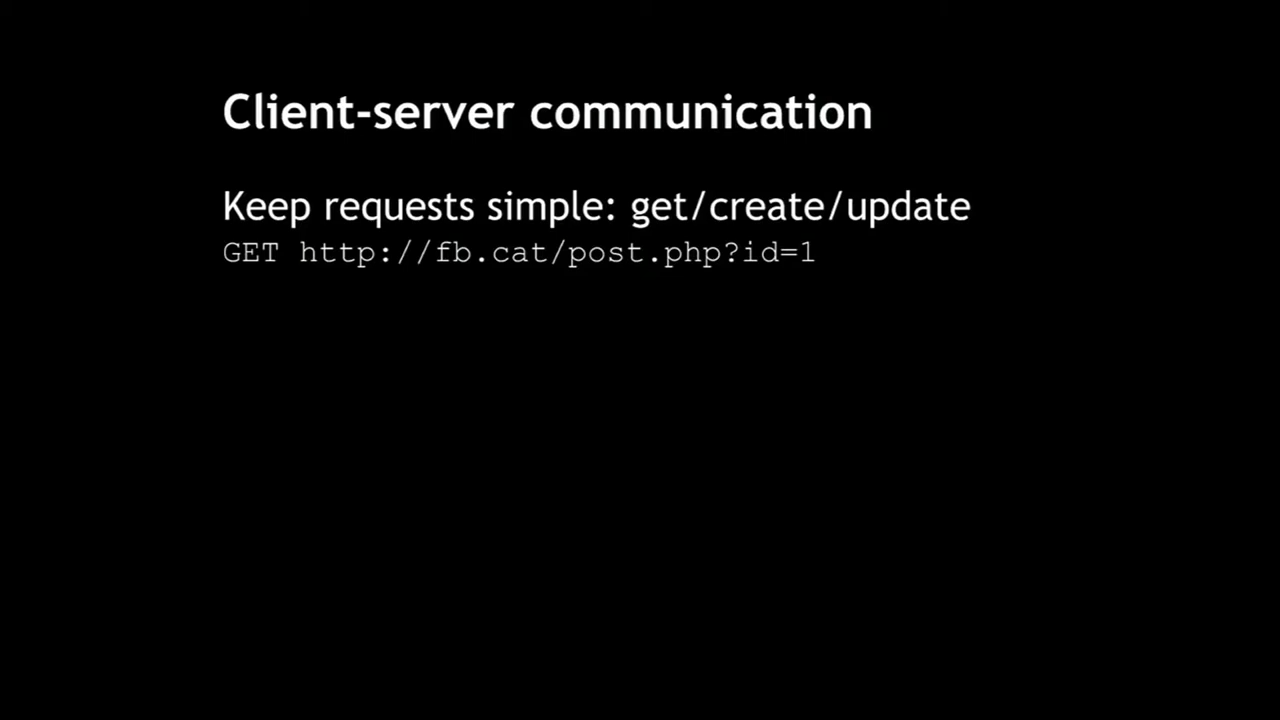 Client-server communication
Keep requests simple: get/create/update
GET http://fb.cat/post.php?id=1